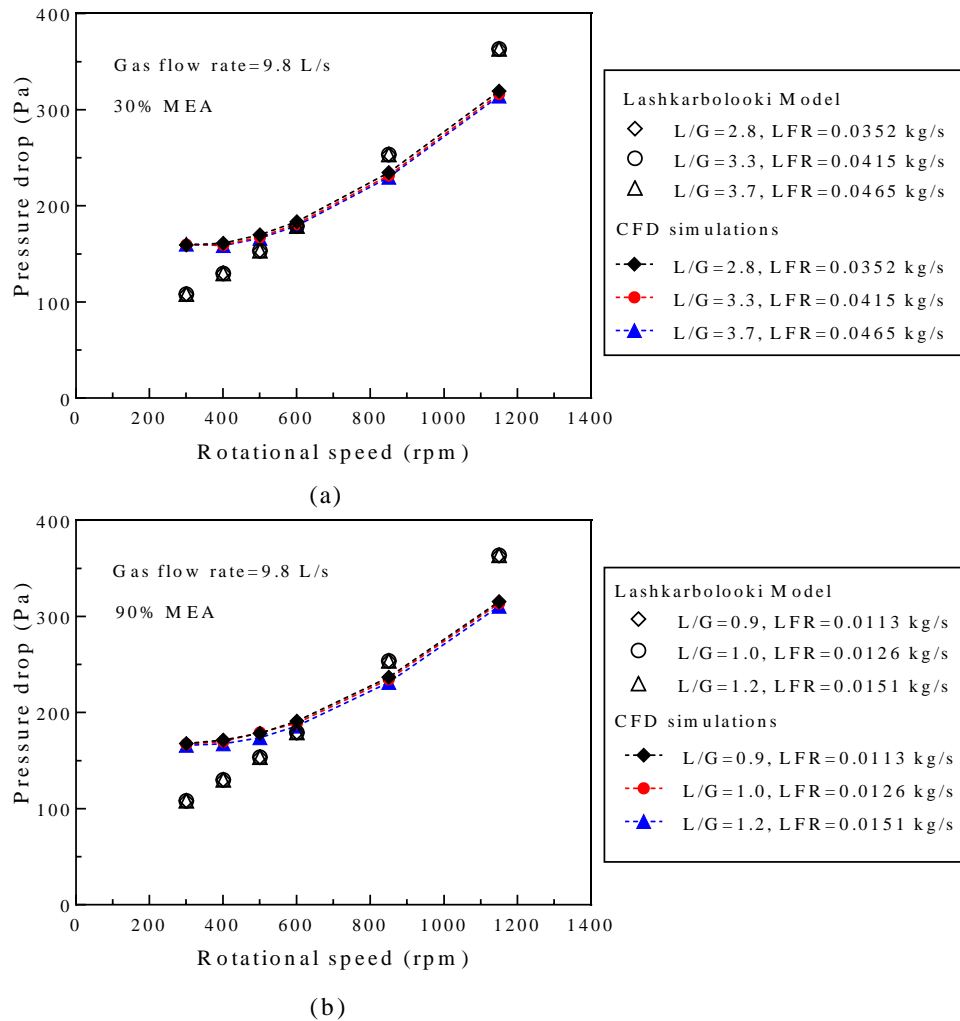 400
300
200
100
0
Pressure drop (Pa)
Gas flow rate=9.8 L/s
30% MEA
0 200 400 600 800 1000 1200 1400
Rotational speed (rpm)
Lashkarbolooki Model
L/G=2.8, LFR=0.0352 kg/s
L/G=3.3, LFR=0.0415 kg/s
L/G=3.7, LFR=0.0465 kg/s
CFD simulations
L/G=2.8, LFR=0.0352 kg/s
L/G=3.3, LFR=0.0415 kg/s
L/G=3.7, LFR=0.0465 kg/s
(a)
400
300
200
100
0
Pressure drop (Pa)
Gas flow rate=9.8 L/s
90% MEA
0 200 400 600 800 1000 1200 1400
Rotational speed (rpm)
Lashkarbolooki Model
L/G=0.9, LFR=0.0113 kg/s
L/G=1.0, LFR=0.0126 kg/s
L/G=1.2, LFR=0.0151 kg/s
CFD simulations
L/G=0.9, LFR=0.0113 kg/s
L/G=1.0, LFR=0.0126 kg/s
L/G=1.2, LFR=0.0151 kg/s
(b)